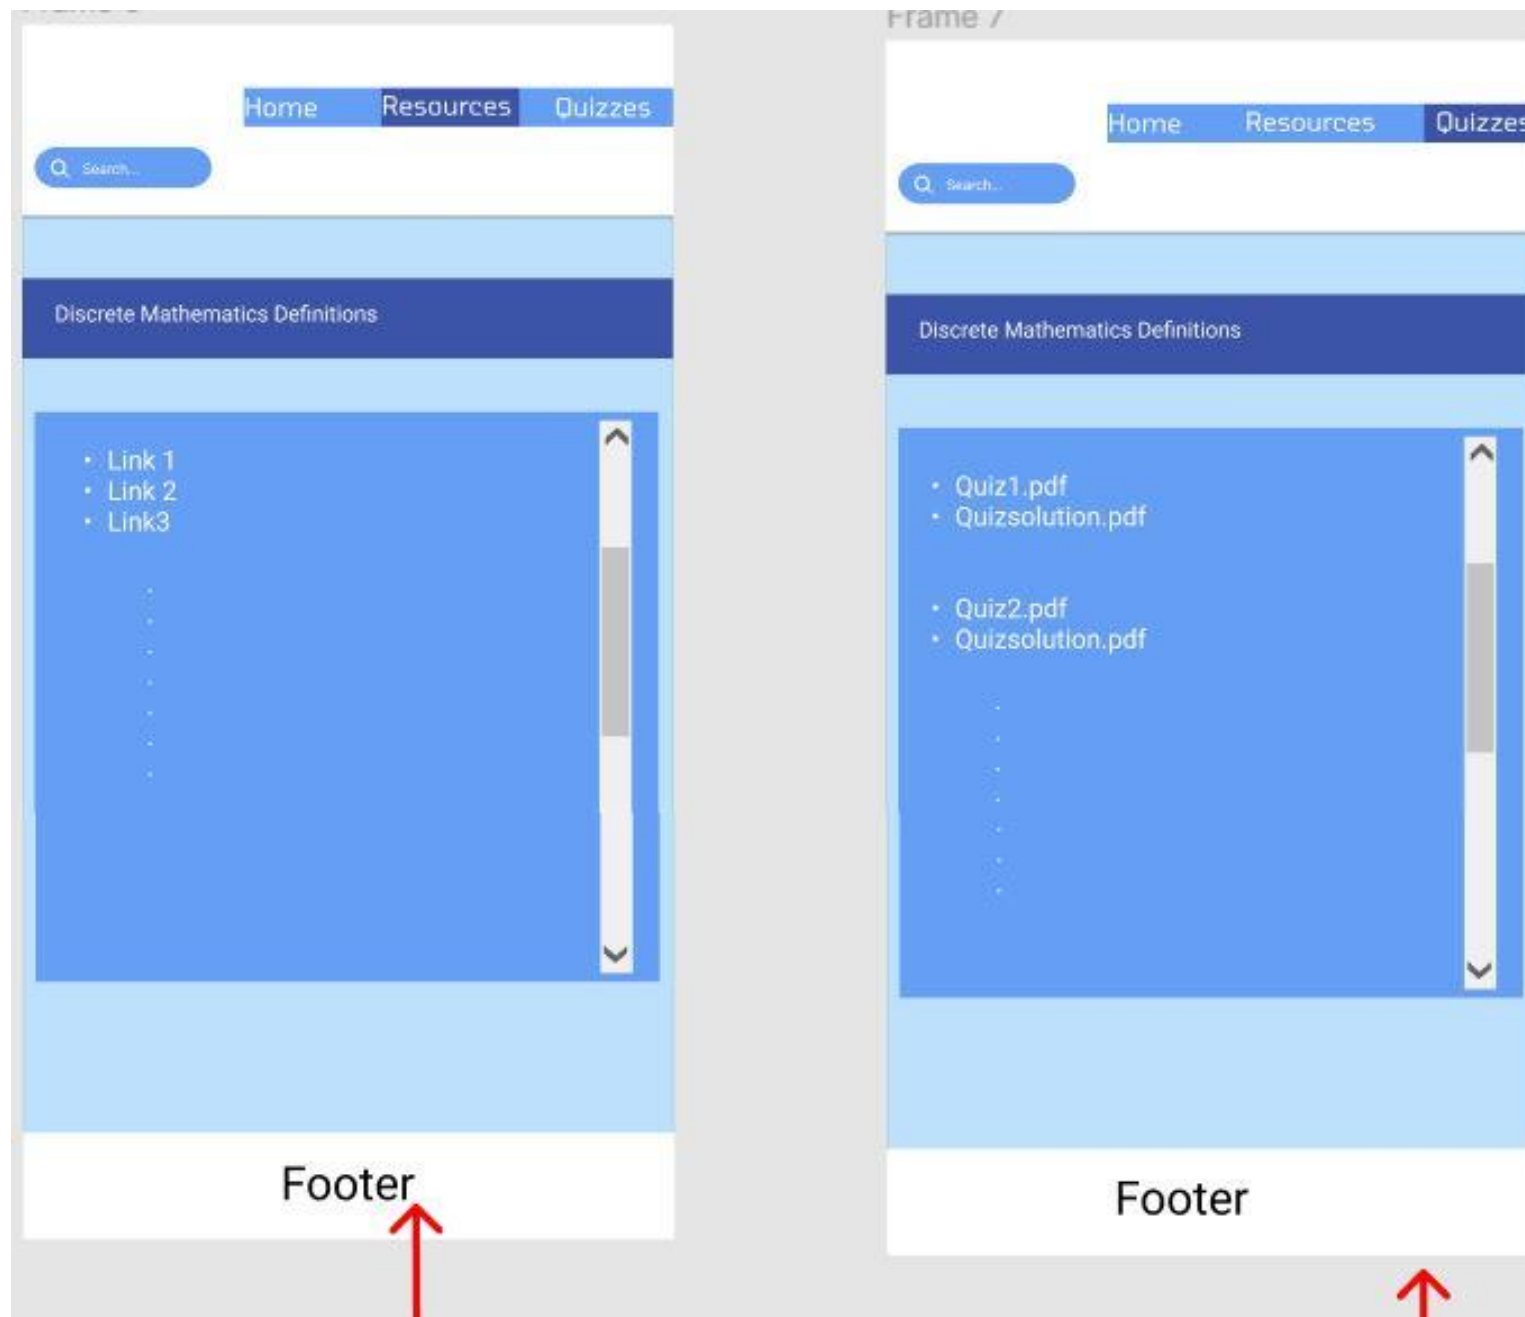 Home Resources Quizzes
Search...
Discrete Mathematics Definitions
• Link 1
• Link 2
• Link3
Footer
Frame 7
Home Resources Quizzes
Search...
Discrete Mathematics Definitions
• Quiz1.pdf
• Quizsolution.pdf
• Quiz2.pdf
• Quizsolution.pdf
Footer